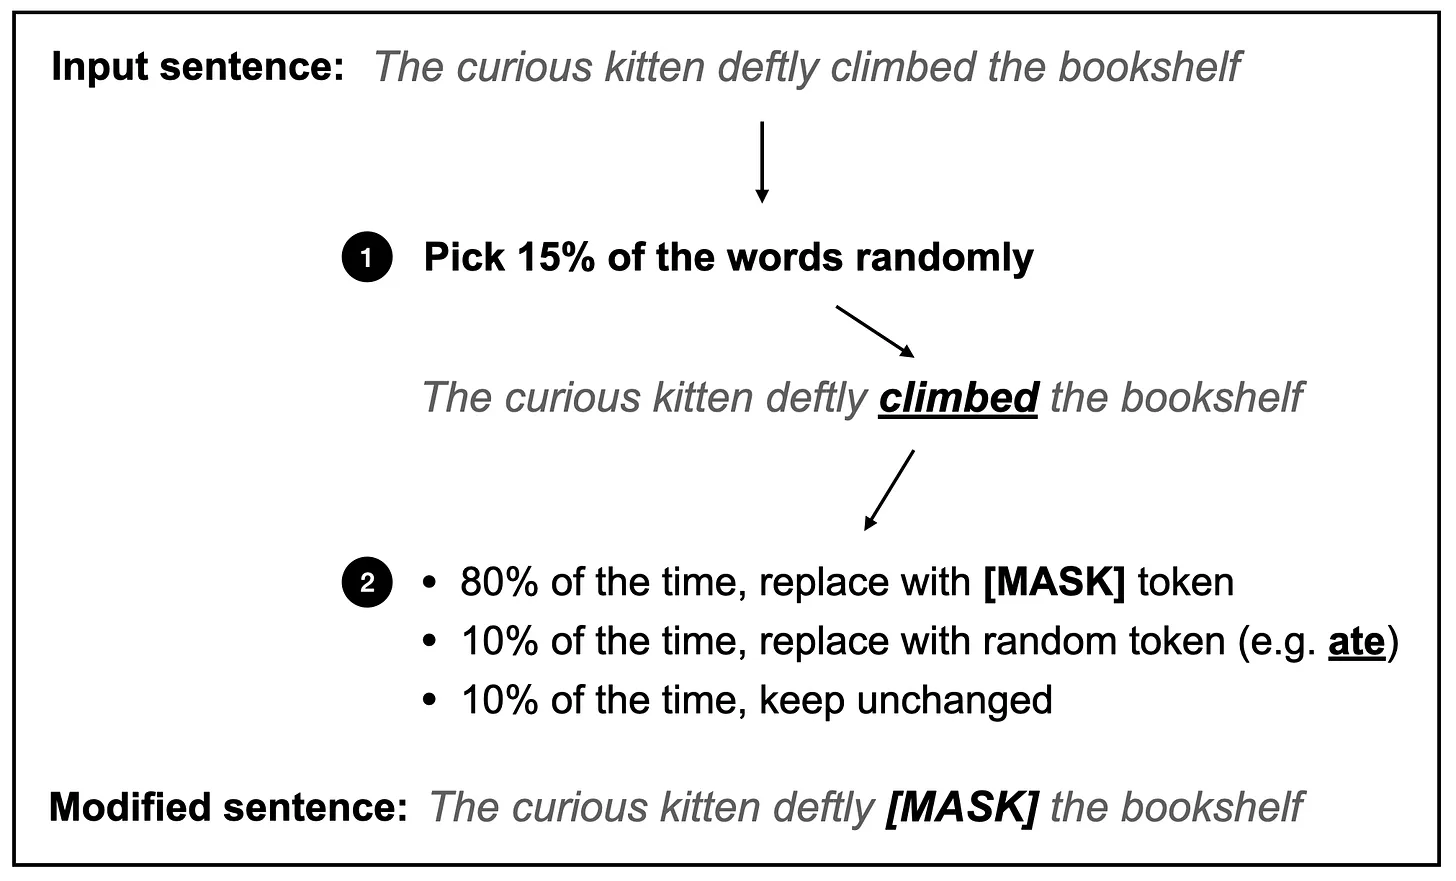 Input sentence: The curious kitten deftly climbed the bookshelf
1 Pick 15% of the words randomly
The curious kitten deftly climbed the bookshelf
2 • 80% of the time, replace with [MASK] token
• 10% of the time, replace with random token (e.g. ate)
• 10% of the time, keep unchanged
Modified sentence: The curious kitten deftly [MASK] the bookshelf